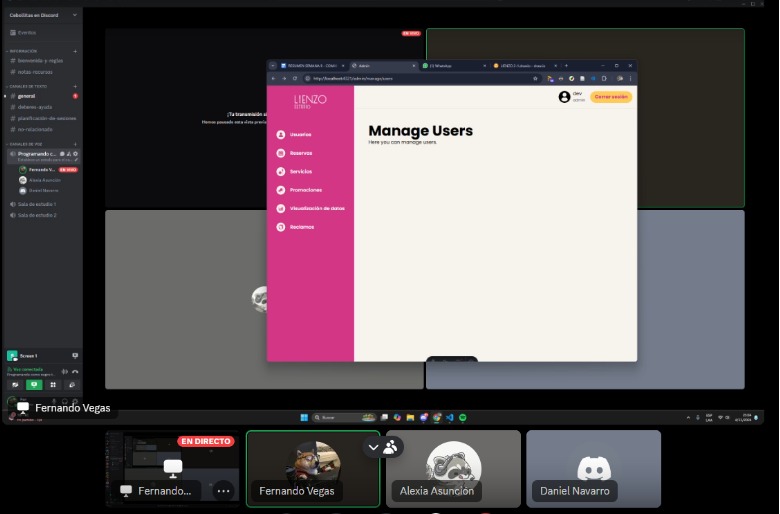 Cebollitas en Discord
Eventos
INFORMACIÓN
# bienvenida-y-reglas
# notas-recursos
CANALES DE TEXTO
# general
# deberes-ayuda
# planificación-de-sesiones
# no-relacionado
CANALES DE VOZ
Programando c...
Fernando V...
EN VIVO
Alexia Asunción
Daniel Navarro
Sala de estudio 1
Sala de estudio 2
Screen 1
Voz conectada
EN VIVO
¡Tu transmisión s
WhatsApp
Admin
LIENZO
ESTUDIO
dev
admin
Cerrar sesión
Usuarios
Reservas
Servicios
Promociones
Visualización de datos
Reclamos
Manage Users
Here you can manage users.
Buscar
Fernando Vegas
EN DIRECTO
Fernando...
Fernando Vegas
Alexia Asunción
Daniel Navarro